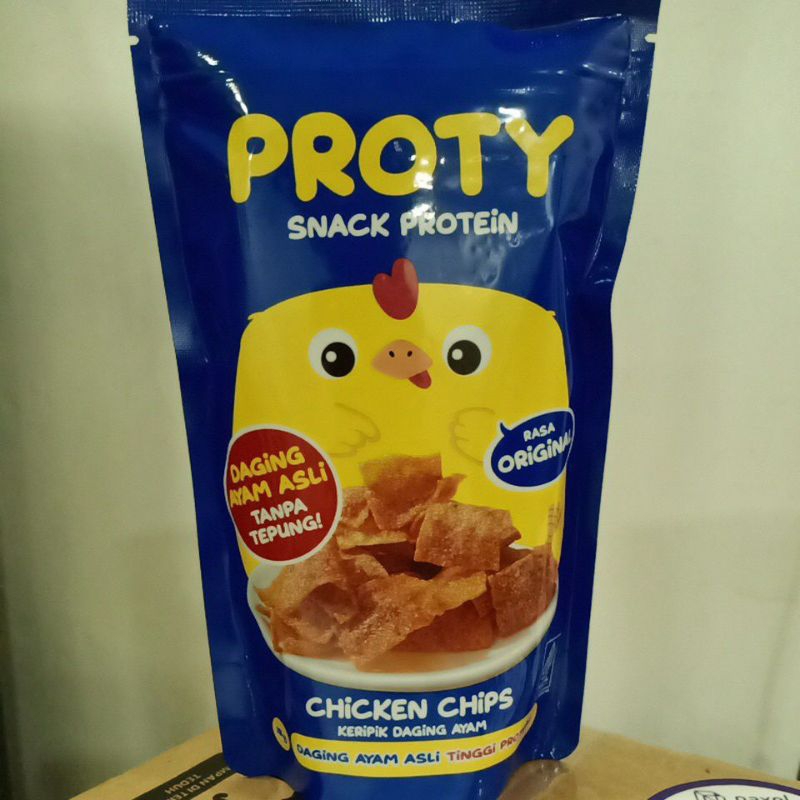 PROTY
SNACK PROTEIN
RASA
ORIGINAL
DAGING
AYAM ASLI
TANPA
TEPUNG!
CHICKEN CHIPS
KERIPIK DAGING AYAM
DAGING AYAM ASLI TINGGI
TEDUH